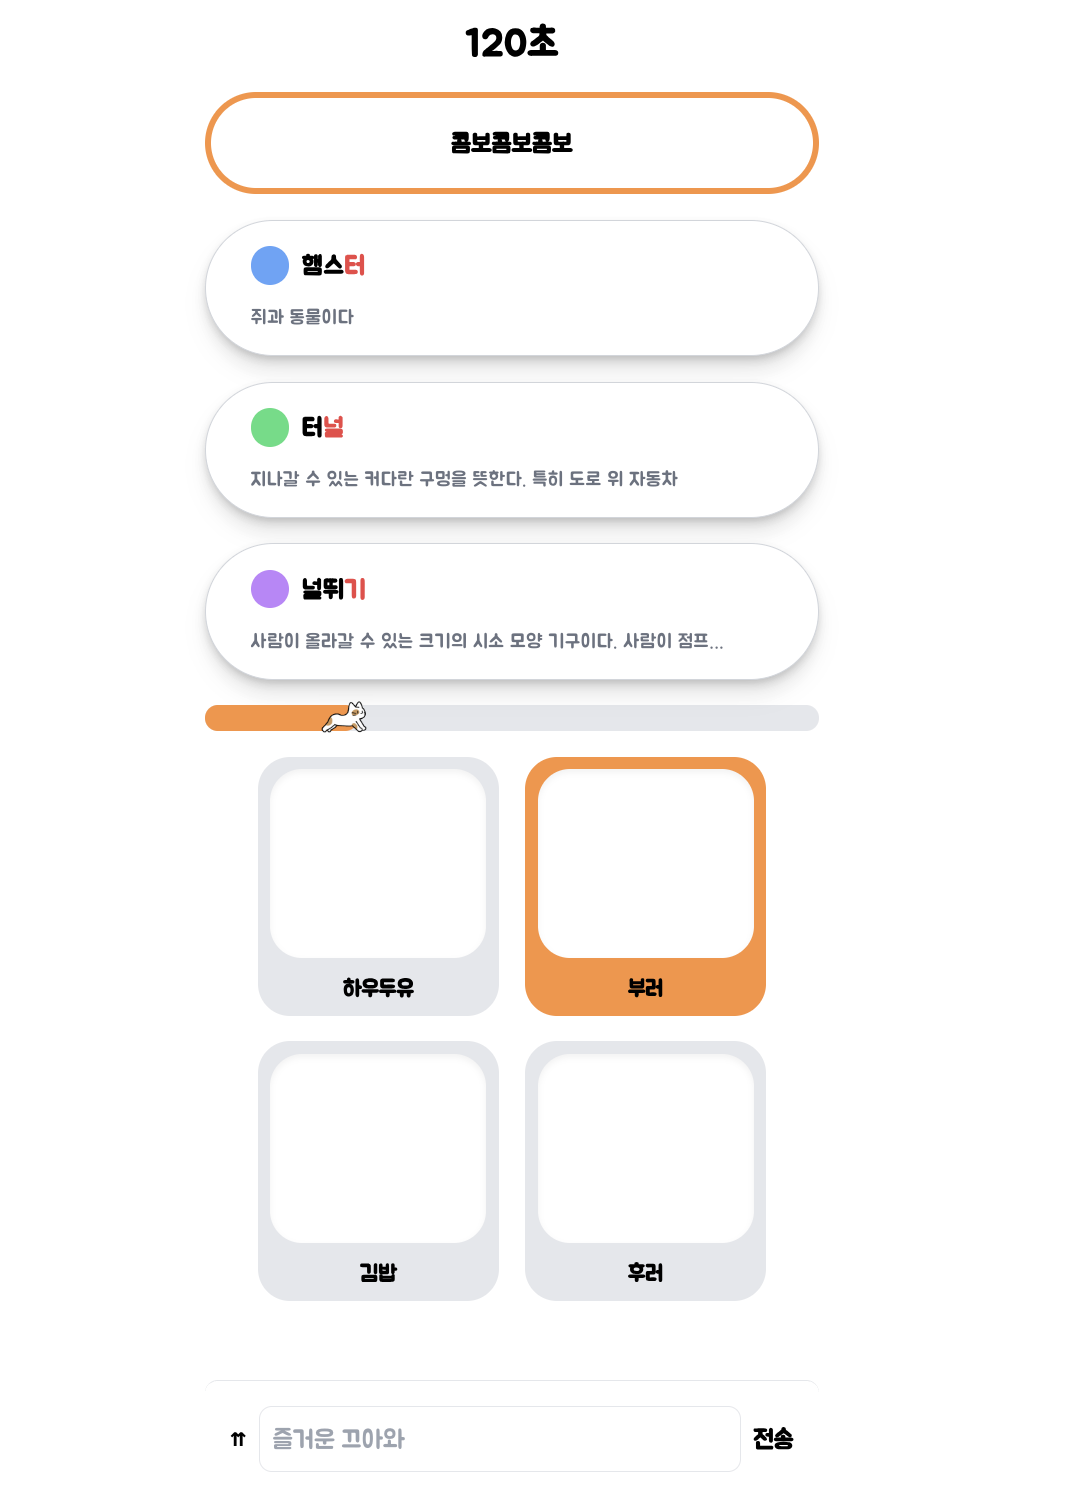 120초
콤보콤보콤보
햄스터
쥐과 동물이다
터널
지나갈 수 있는 커다란 구멍을 뜻한다. 특히 도로 위 자동차
널뛰기
사람이 올라갈 수 있는 크기의 시소 모양 기구이다. 사람이 점프...
하우두유
부러
김밥
후러
⇈
즐거운 끄아와
전송